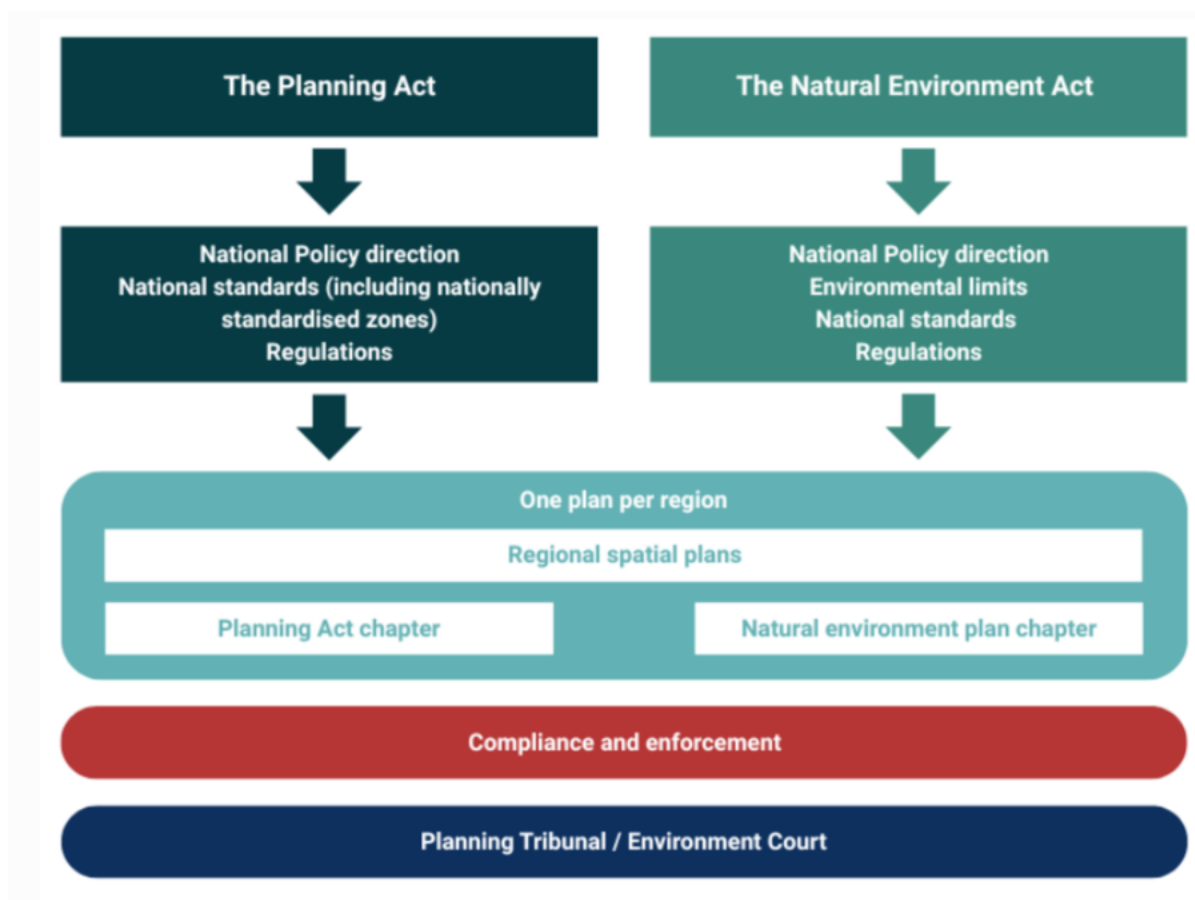 The Planning Act
The Natural Environment Act
National Policy direction
National standards (including nationally
standardised zones)
Regulations
National Policy direction
Environmental limits
National standards
Regulations
One plan per region
Regional spatial plans
Planning Act chapter
Natural environment plan chapter
Compliance and enforcement
Planning Tribunal / Environment Court